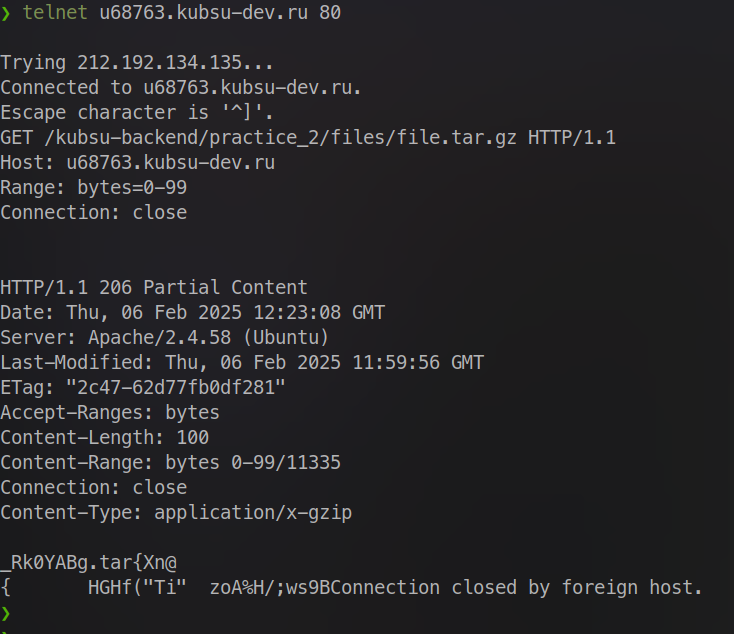 ❯ telnet u68763.kubsu-dev.ru 80
Trying 212.192.134.135...
Connected to u68763.kubsu-dev.ru.
Escape character is '^]'.
GET /kubsu-backend/practice_2/files/file.tar.gz HTTP/1.1
Host: u68763.kubsu-dev.ru
Range: bytes=0-99
Connection: close
HTTP/1.1 206 Partial Content
Date: Thu, 06 Feb 2025 12:23:08 GMT
Server: Apache/2.4.58 (Ubuntu)
Last-Modified: Thu, 06 Feb 2025 11:59:56 GMT
ETag: "2c47-62d77fb0df281"
Accept-Ranges: bytes
Content-Length: 100
Content-Range: bytes 0-99/11335
Connection: close
Content-Type: application/x-gzip
_Rk0YABg.tar{Xn@
{       HGHf("Ti"  zoA%H/;ws9BConnection closed by foreign host.
❯